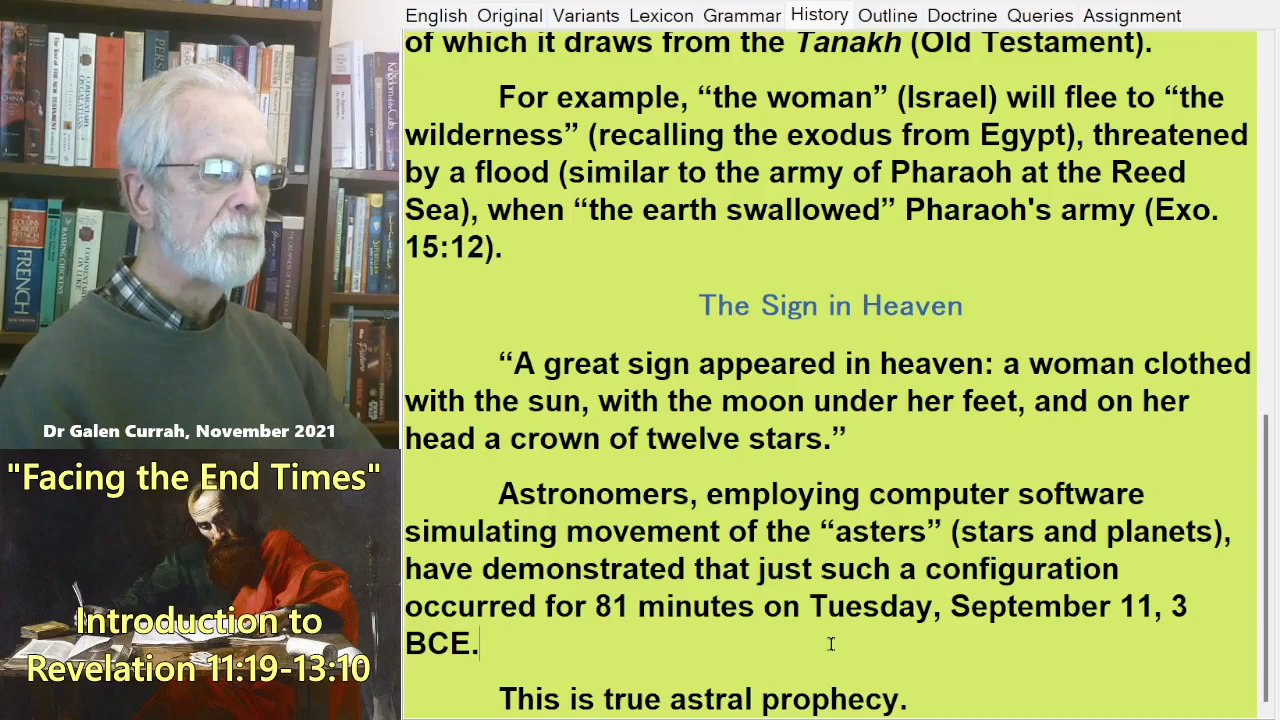 English Original Variants Lexicon Grammar History Outline Doctrine Queries Assignment
of which it draws from the Tanakh (Old Testament).
For example, “the woman” (Israel) will flee to “the
wilderness” (recalling the exodus from Egypt), threatened
by a flood (similar to the army of Pharaoh at the Reed
Sea), when “the earth swallowed” Pharaoh's army (Exo.
15:12).
The Sign in Heaven
“A great sign appeared in heaven: a woman clothed
with the sun, with the moon under her feet, and on her
head a crown of twelve stars.”
Astronomers, employing computer software
simulating movement of the “asters” (stars and planets),
have demonstrated that just such a configuration
occurred for 81 minutes on Tuesday, September 11, 3
BCE.
This is true astral prophecy.
FRENCH
RAISING CHICKENS
Dr Galen Currah, November 2021
"Facing the End Times"
Introduction to
Revelation 11:19-13:10